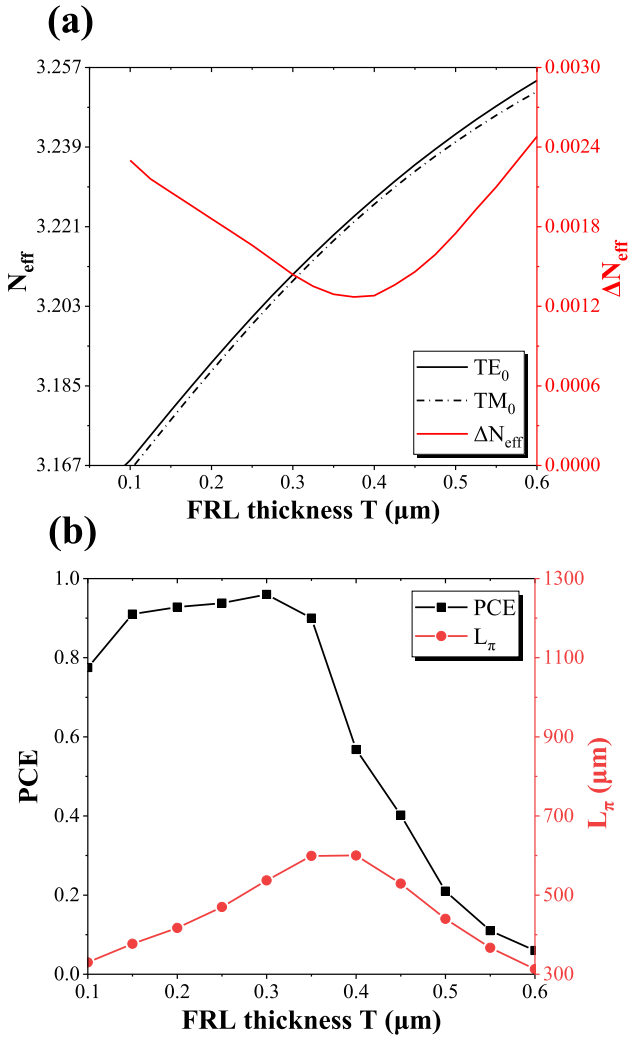 (a)
3.257
3.239
3.221
3.203
3.185
3.167
N_eff
0.0030
0.0024
0.0018
0.0012
0.0006
0.0000
ΔN_eff
TE₀
TM₀
ΔN_eff
0.1 0.2 0.3 0.4 0.5 0.6
FRL thickness T (μm)
(b)
1.0
0.8
0.6
0.4
0.2
0.0
PCE
1300
1100
900
700
500
300
L_π (μm)
PCE
L_π
0.1 0.2 0.3 0.4 0.5 0.6
FRL thickness T (μm)